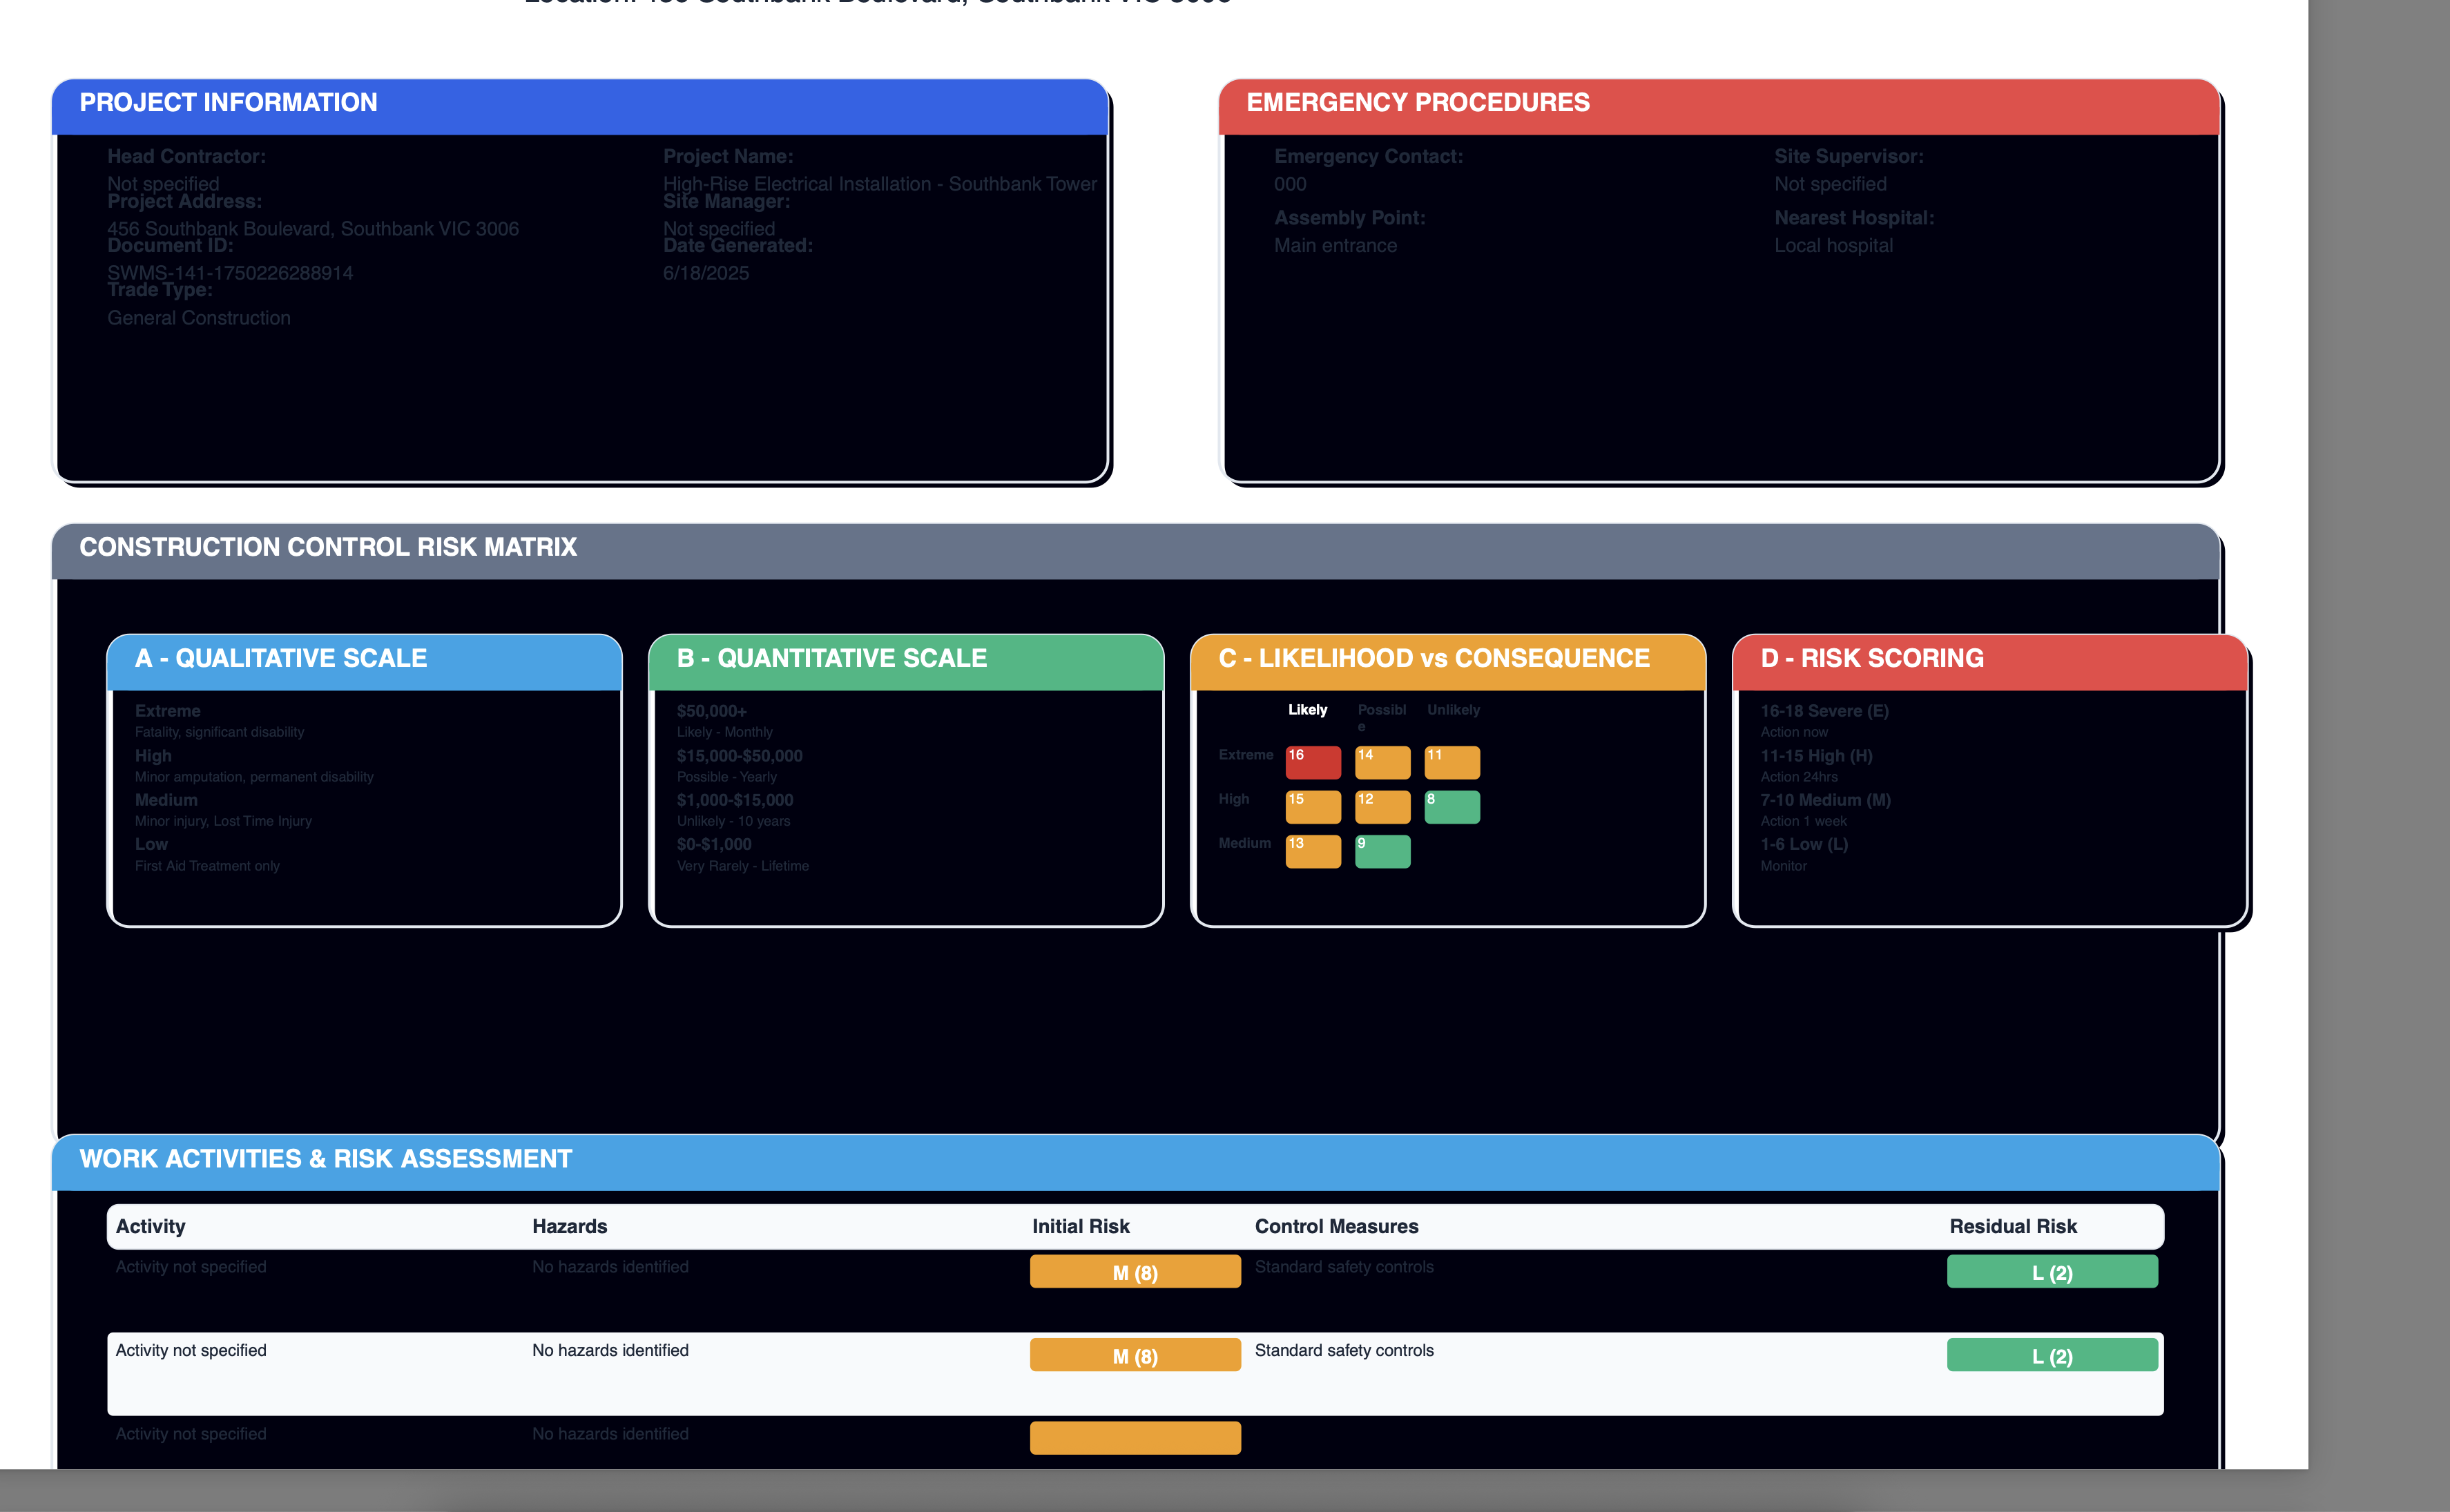 Location: 456 Southbank Boulevard, Southbank VIC 3006
PROJECT INFORMATION
Head Contractor:
Not specified
Project Address:
456 Southbank Boulevard, Southbank VIC 3006
Document ID:
SWMS-141-1750226288914
Trade Type:
General Construction
Project Name:
High-Rise Electrical Installation - Southbank Tower
Site Manager:
Not specified
Date Generated:
6/18/2025
EMERGENCY PROCEDURES
Emergency Contact:
000
Assembly Point:
Main entrance
Site Supervisor:
Not specified
Nearest Hospital:
Local hospital
CONSTRUCTION CONTROL RISK MATRIX
A - QUALITATIVE SCALE
Extreme
Fatality, significant disability
High
Minor amputation, permanent disability
Medium
Minor injury, Lost Time Injury
Low
First Aid Treatment only
B - QUANTITATIVE SCALE
$50,000+
Likely - Monthly
$15,000-$50,000
Possible - Yearly
$1,000-$15,000
Unlikely - 10 years
$0-$1,000
Very Rarely - Lifetime
C - LIKELIHOOD vs CONSEQUENCE
Likely Possibl Unlikely
e
Extreme 16 14 11
High 15 12 8
Medium 13 9
D - RISK SCORING
16-18 Severe (E)
Action now
11-15 High (H)
Action 24hrs
7-10 Medium (M)
Action 1 week
1-6 Low (L)
Monitor
WORK ACTIVITIES & RISK ASSESSMENT
Activity Hazards Initial Risk Control Measures Residual Risk
Activity not specified No hazards identified M (8) Standard safety controls L (2)
Activity not specified No hazards identified M (8) Standard safety controls L (2)
Activity not specified No hazards identified